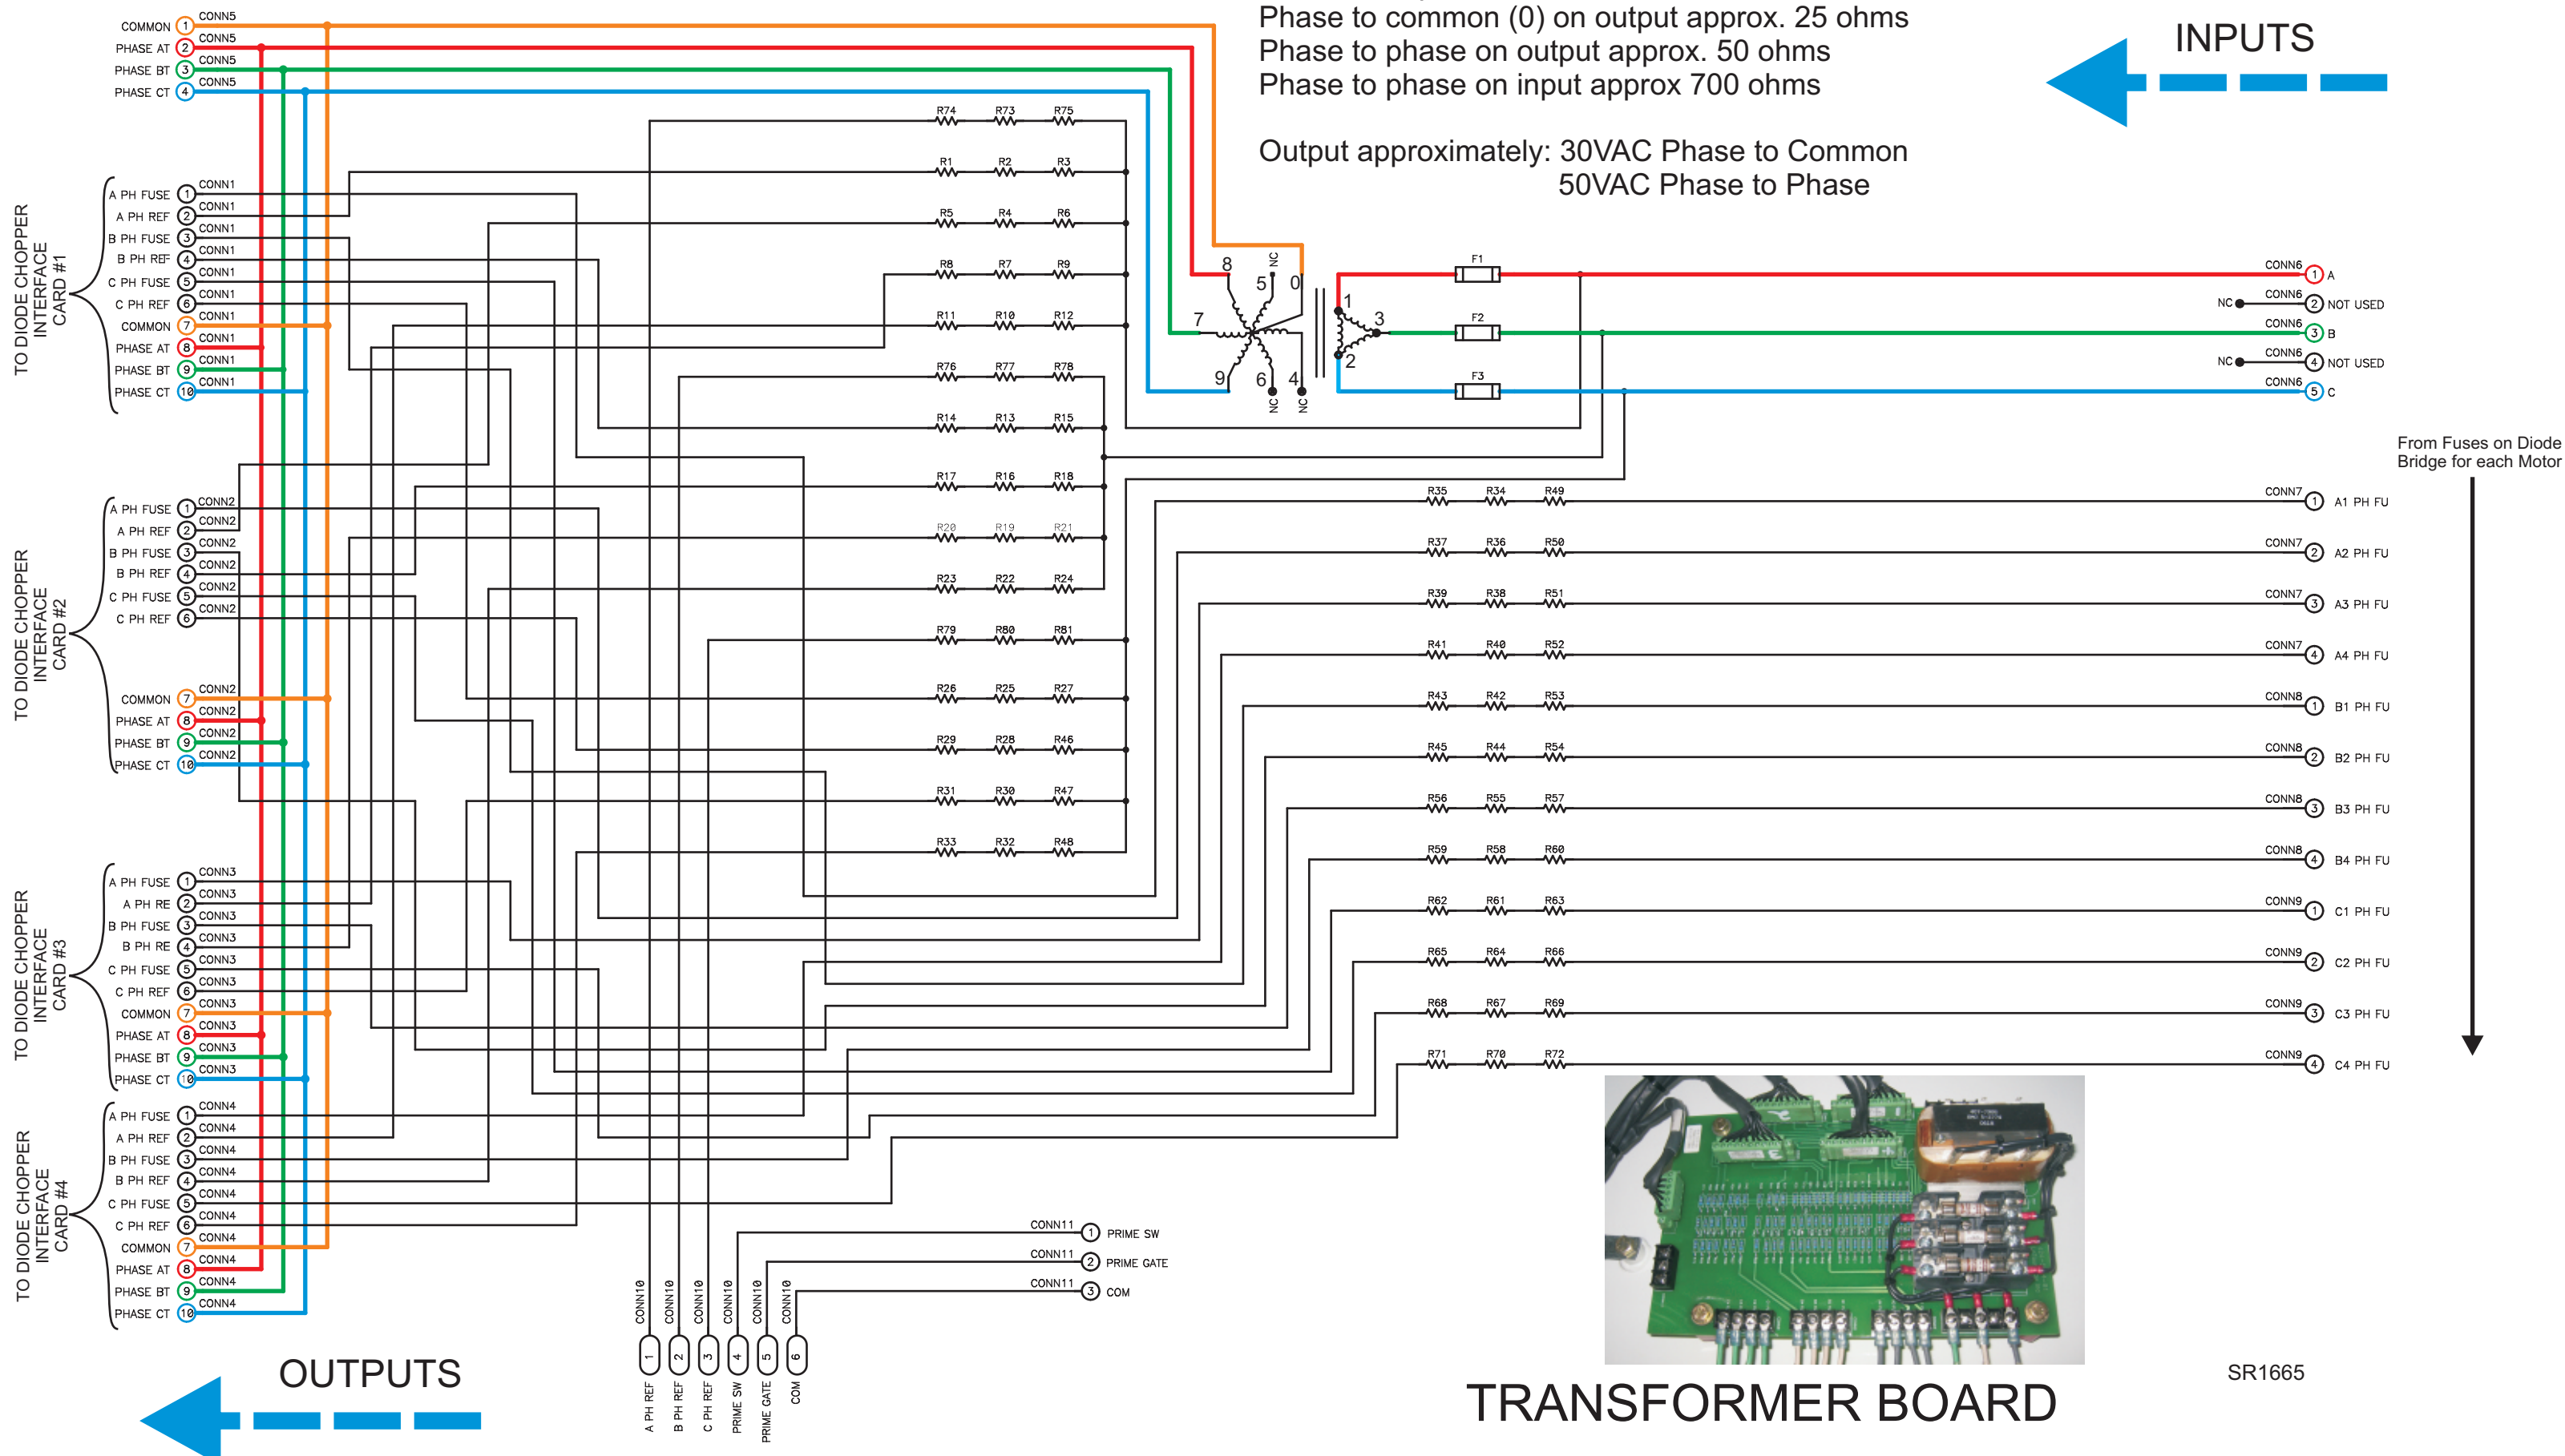 Phase to common (0) on output approx. 25 ohms
Phase to phase on output approx. 50 ohms
Phase to phase on input approx 700 ohms
Output approximately: 30VAC Phase to Common
50VAC Phase to Phase
INPUTS
COMMON 1 CONN5
PHASE AT 2 CONN5
PHASE BT 3 CONN5
PHASE CT 4 CONN5
TO DIODE CHOPPER
INTERFACE
CARD #1
A PH FUSE 1 CONN1
A PH REF 2 CONN1
B PH FUSE 3 CONN1
B PH REF 4 CONN1
C PH FUSE 5 CONN1
C PH REF 6 CONN1
COMMON 7 CONN1
PHASE AT 8 CONN1
PHASE BT 9 CONN1
PHASE CT 10 CONN1
TO DIODE CHOPPER
INTERFACE
CARD #2
A PH FUSE 1 CONN2
A PH REF 2 CONN2
B PH FUSE 3 CONN2
B PH REF 4 CONN2
C PH FUSE 5 CONN2
C PH REF 6 CONN2
COMMON 7 CONN2
PHASE AT 8 CONN2
PHASE BT 9 CONN2
PHASE CT 10 CONN2
TO DIODE CHOPPER
INTERFACE
CARD #3
A PH FUSE 1 CONN3
A PH RE 2 CONN3
B PH FUSE 3 CONN3
B PH RE 4 CONN3
C PH FUSE 5 CONN3
C PH REF 6 CONN3
COMMON 7 CONN3
PHASE AT 8 CONN3
PHASE BT 9 CONN3
PHASE CT 10 CONN3
TO DIODE CHOPPER
INTERFACE
CARD #4
A PH FUSE 1 CONN4
A PH REF 2 CONN4
B PH FUSE 3 CONN4
B PH REF 4 CONN4
C PH FUSE 5 CONN4
C PH REF 6 CONN4
COMMON 7 CONN4
PHASE AT 8 CONN4
PHASE BT 9 CONN4
PHASE CT 10 CONN4
R74 R73 R75
R1 R2 R3
R5 R4 R6
R8 R7 R9
R11 R10 R12
R76 R77 R78
R14 R13 R15
R17 R16 R18
R20 R19 R21
R23 R22 R24
R79 R80 R81
R26 R25 R27
R29 R28 R46
R31 R30 R47
R33 R32 R48
8 5 NC 0
7
9 6 NC 4 NC
1
3
2
F1 CONN6 1 A
NC CONN6 2 NOT USED
F2 CONN6 3 B
NC CONN6 4 NOT USED
F3 CONN6 5 C
From Fuses on Diode
Bridge for each Motor
R35 R34 R49 CONN7 1 A1 PH FU
R37 R36 R50 CONN7 2 A2 PH FU
R39 R38 R51 CONN7 3 A3 PH FU
R41 R40 R52 CONN7 4 A4 PH FU
R43 R42 R53 CONN8 1 B1 PH FU
R45 R44 R54 CONN8 2 B2 PH FU
R56 R55 R57 CONN8 3 B3 PH FU
R59 R58 R60 CONN8 4 B4 PH FU
R62 R61 R63 CONN9 1 C1 PH FU
R65 R64 R66 CONN9 2 C2 PH FU
R68 R67 R69 CONN9 3 C3 PH FU
R71 R70 R72 CONN9 4 C4 PH FU
CONN11 1 PRIME SW
CONN11 2 PRIME GATE
CONN11 3 COM
CONN10 1 A PH REF
CONN10 2 B PH REF
CONN10 3 C PH REF
CONN10 4 PRIME SW
CONN10 5 PRIME GATE
CONN10 6 COM
OUTPUTS
TRANSFORMER BOARD
SR1665